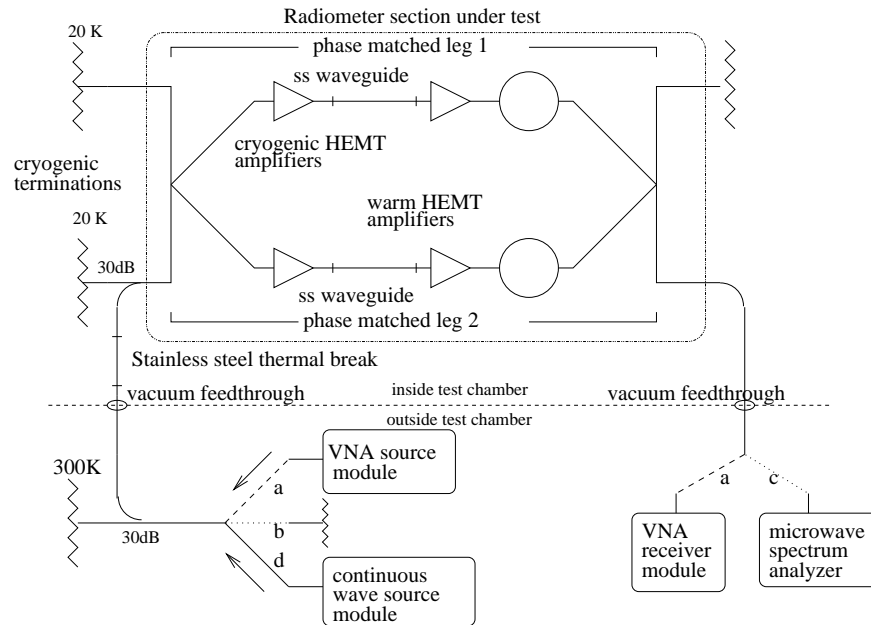 Radiometer section under test
20 K
phase matched leg 1
ss waveguide
cryogenic HEMT
amplifiers
cryogenic
terminations
warm HEMT
amplifiers
20 K
30dB
ss waveguide
phase matched leg 2
Stainless steel thermal break
inside test chamber
vacuum feedthrough
vacuum feedthrough
outside test chamber
300K
30dB
VNA source
module
a
b
d
continuous
wave source
module
a
c
VNA
receiver
module
microwave
spectrum
analyzer